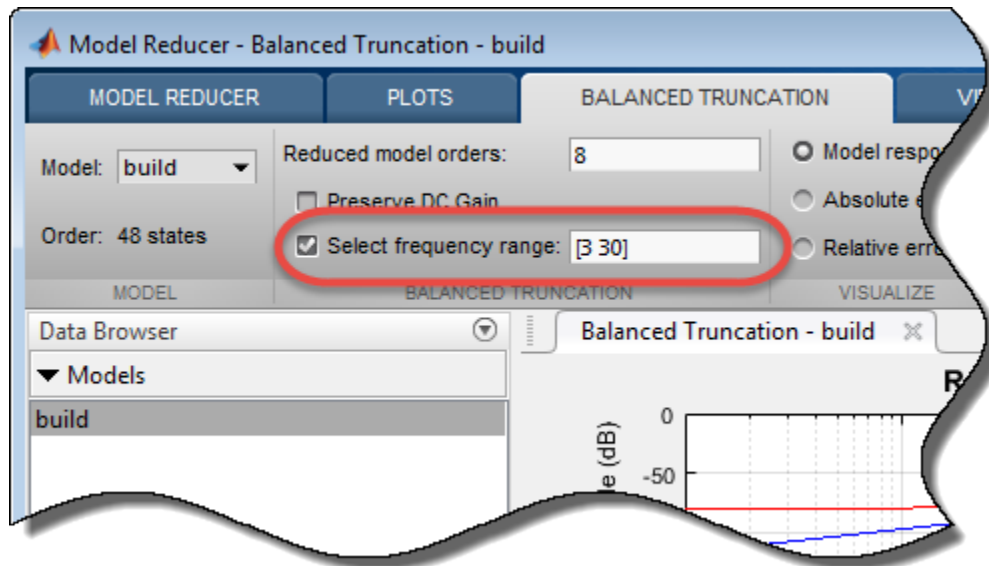 Model Reducer - Balanced Truncation - build
MODEL REDUCER
PLOTS
BALANCED TRUNCATION
Model: build
Reduced model orders: 8
Model
Preserve DC Gain
Absolute
Order: 48 states
Select frequency range: [3 30]
Relative
MODEL
BALANCED TRUNCATION
VISUALIZE
Data Browser
Balanced Truncation - build
Models
build
(dB)
0
-50